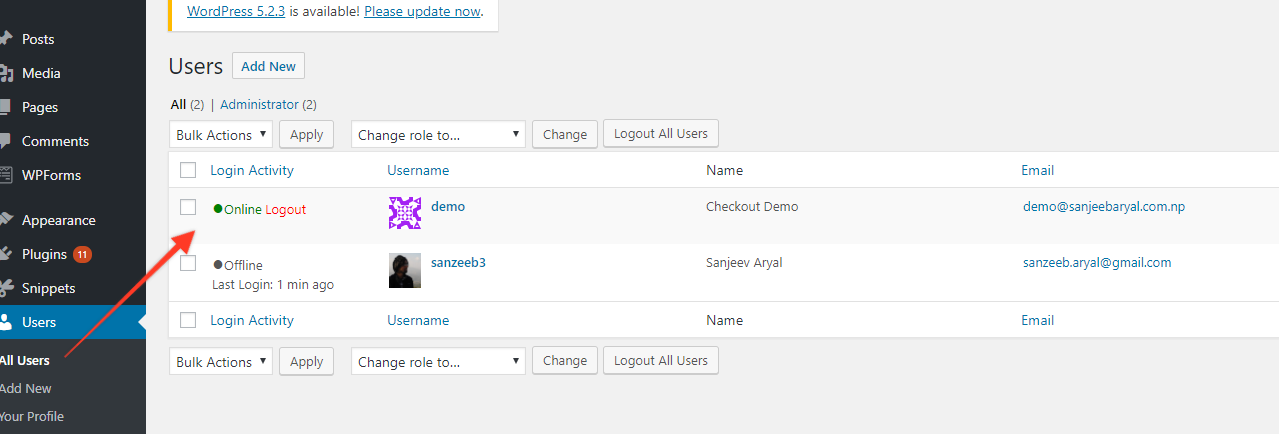 WordPress 5.2.3 is available! Please update now.
Posts
Media
Pages
Comments
WPForms
Appearance
Plugins 11
Snippets
Users
All Users
Add New
Your Profile
Users Add New
All (2) | Administrator (2)
Bulk Actions Apply Change role to... Change Logout All Users
Login Activity Username Name Email
Online Logout demo Checkout Demo demo@sanjeebaryal.com.np
Offline sanzeeb3 Sanjeev Aryal sanzeeb.aryal@gmail.com
Last Login: 1 min ago
Login Activity Username Name Email
Bulk Actions Apply Change role to... Change Logout All Users